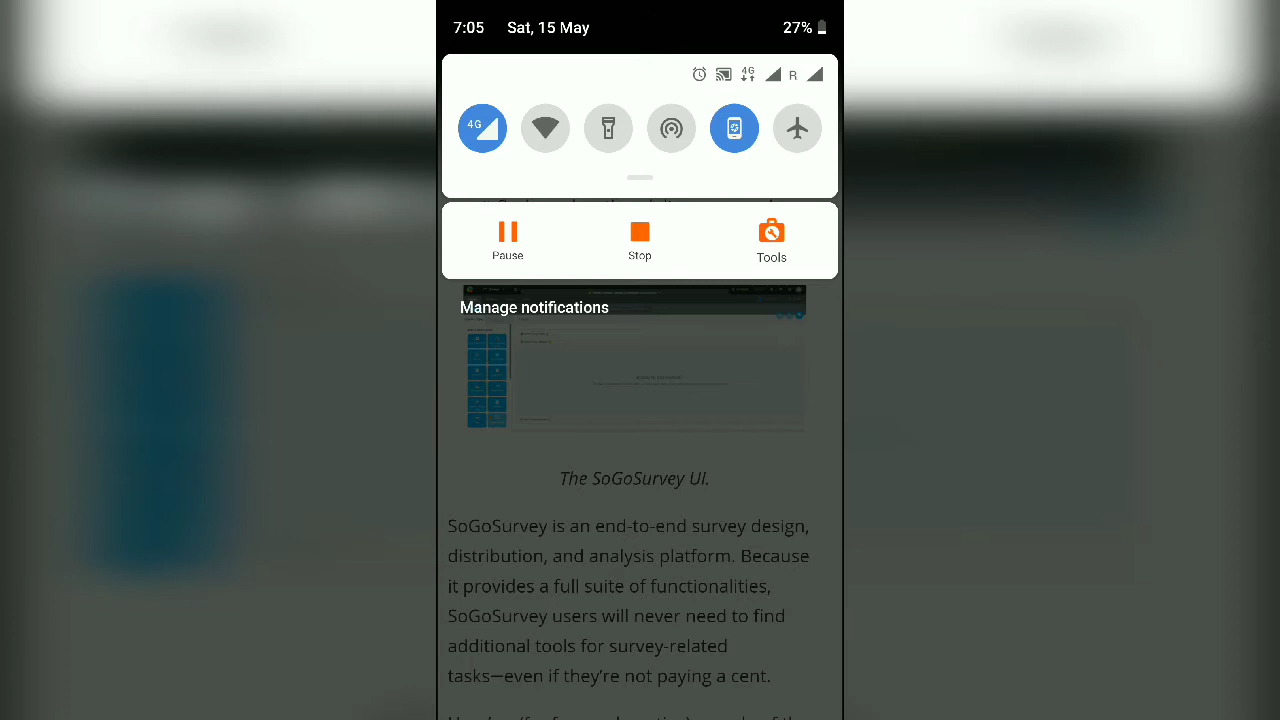 7:05 Sat, 15 May 27%
4G R
4G
Pause Stop Tools
Manage notifications
The SoGoSurvey UI.
SoGoSurvey is an end-to-end survey design,
distribution, and analysis platform. Because
it provides a full suite of functionalities,
SoGoSurvey users will never need to find
additional tools for survey-related
tasks—even if they're not paying a cent.